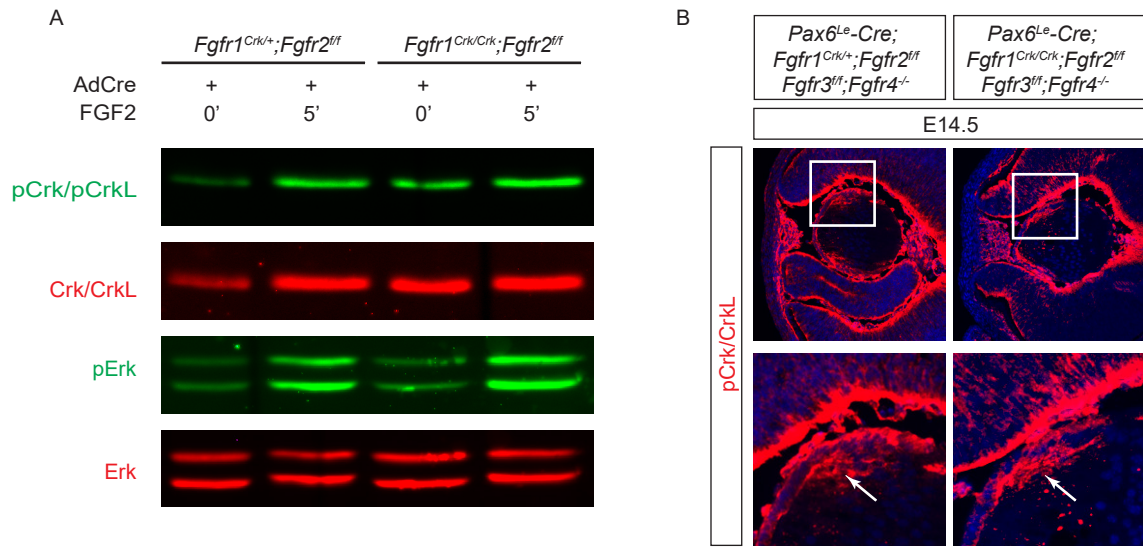 A
Fgfr1Crk/+;Fgfr2f/f Fgfr1Crk/Crk;Fgfr2f/f
AdCre + + + +
FGF2 0’ 5’ 0’ 5’
pCrk/pCrkL
Crk/CrkL
pErk
Erk
B
Pax6Le-Cre;
Fgfr1Crk/+;Fgfr2f/f
Fgfr3f/f;Fgfr4-/-
Pax6Le-Cre;
Fgfr1Crk/Crk;Fgfr2f/f
Fgfr3f/f;Fgfr4-/-
E14.5
pCrk/CrkL